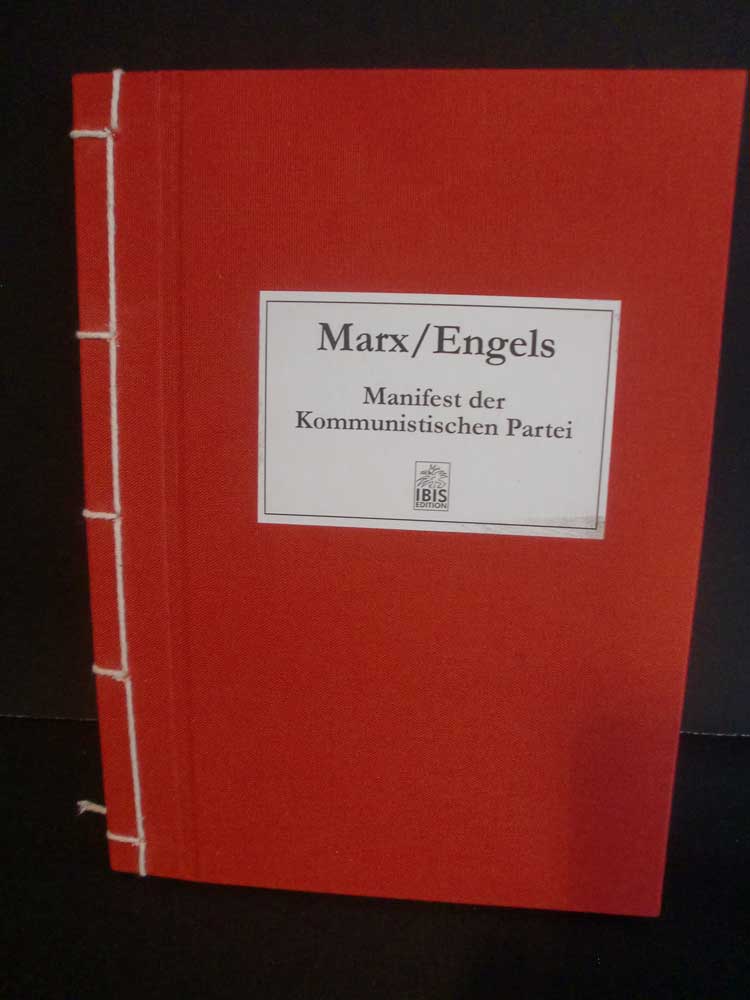 Marx/Engels
Manifest der
Kommunistischen Partei
IBIS
EDITION